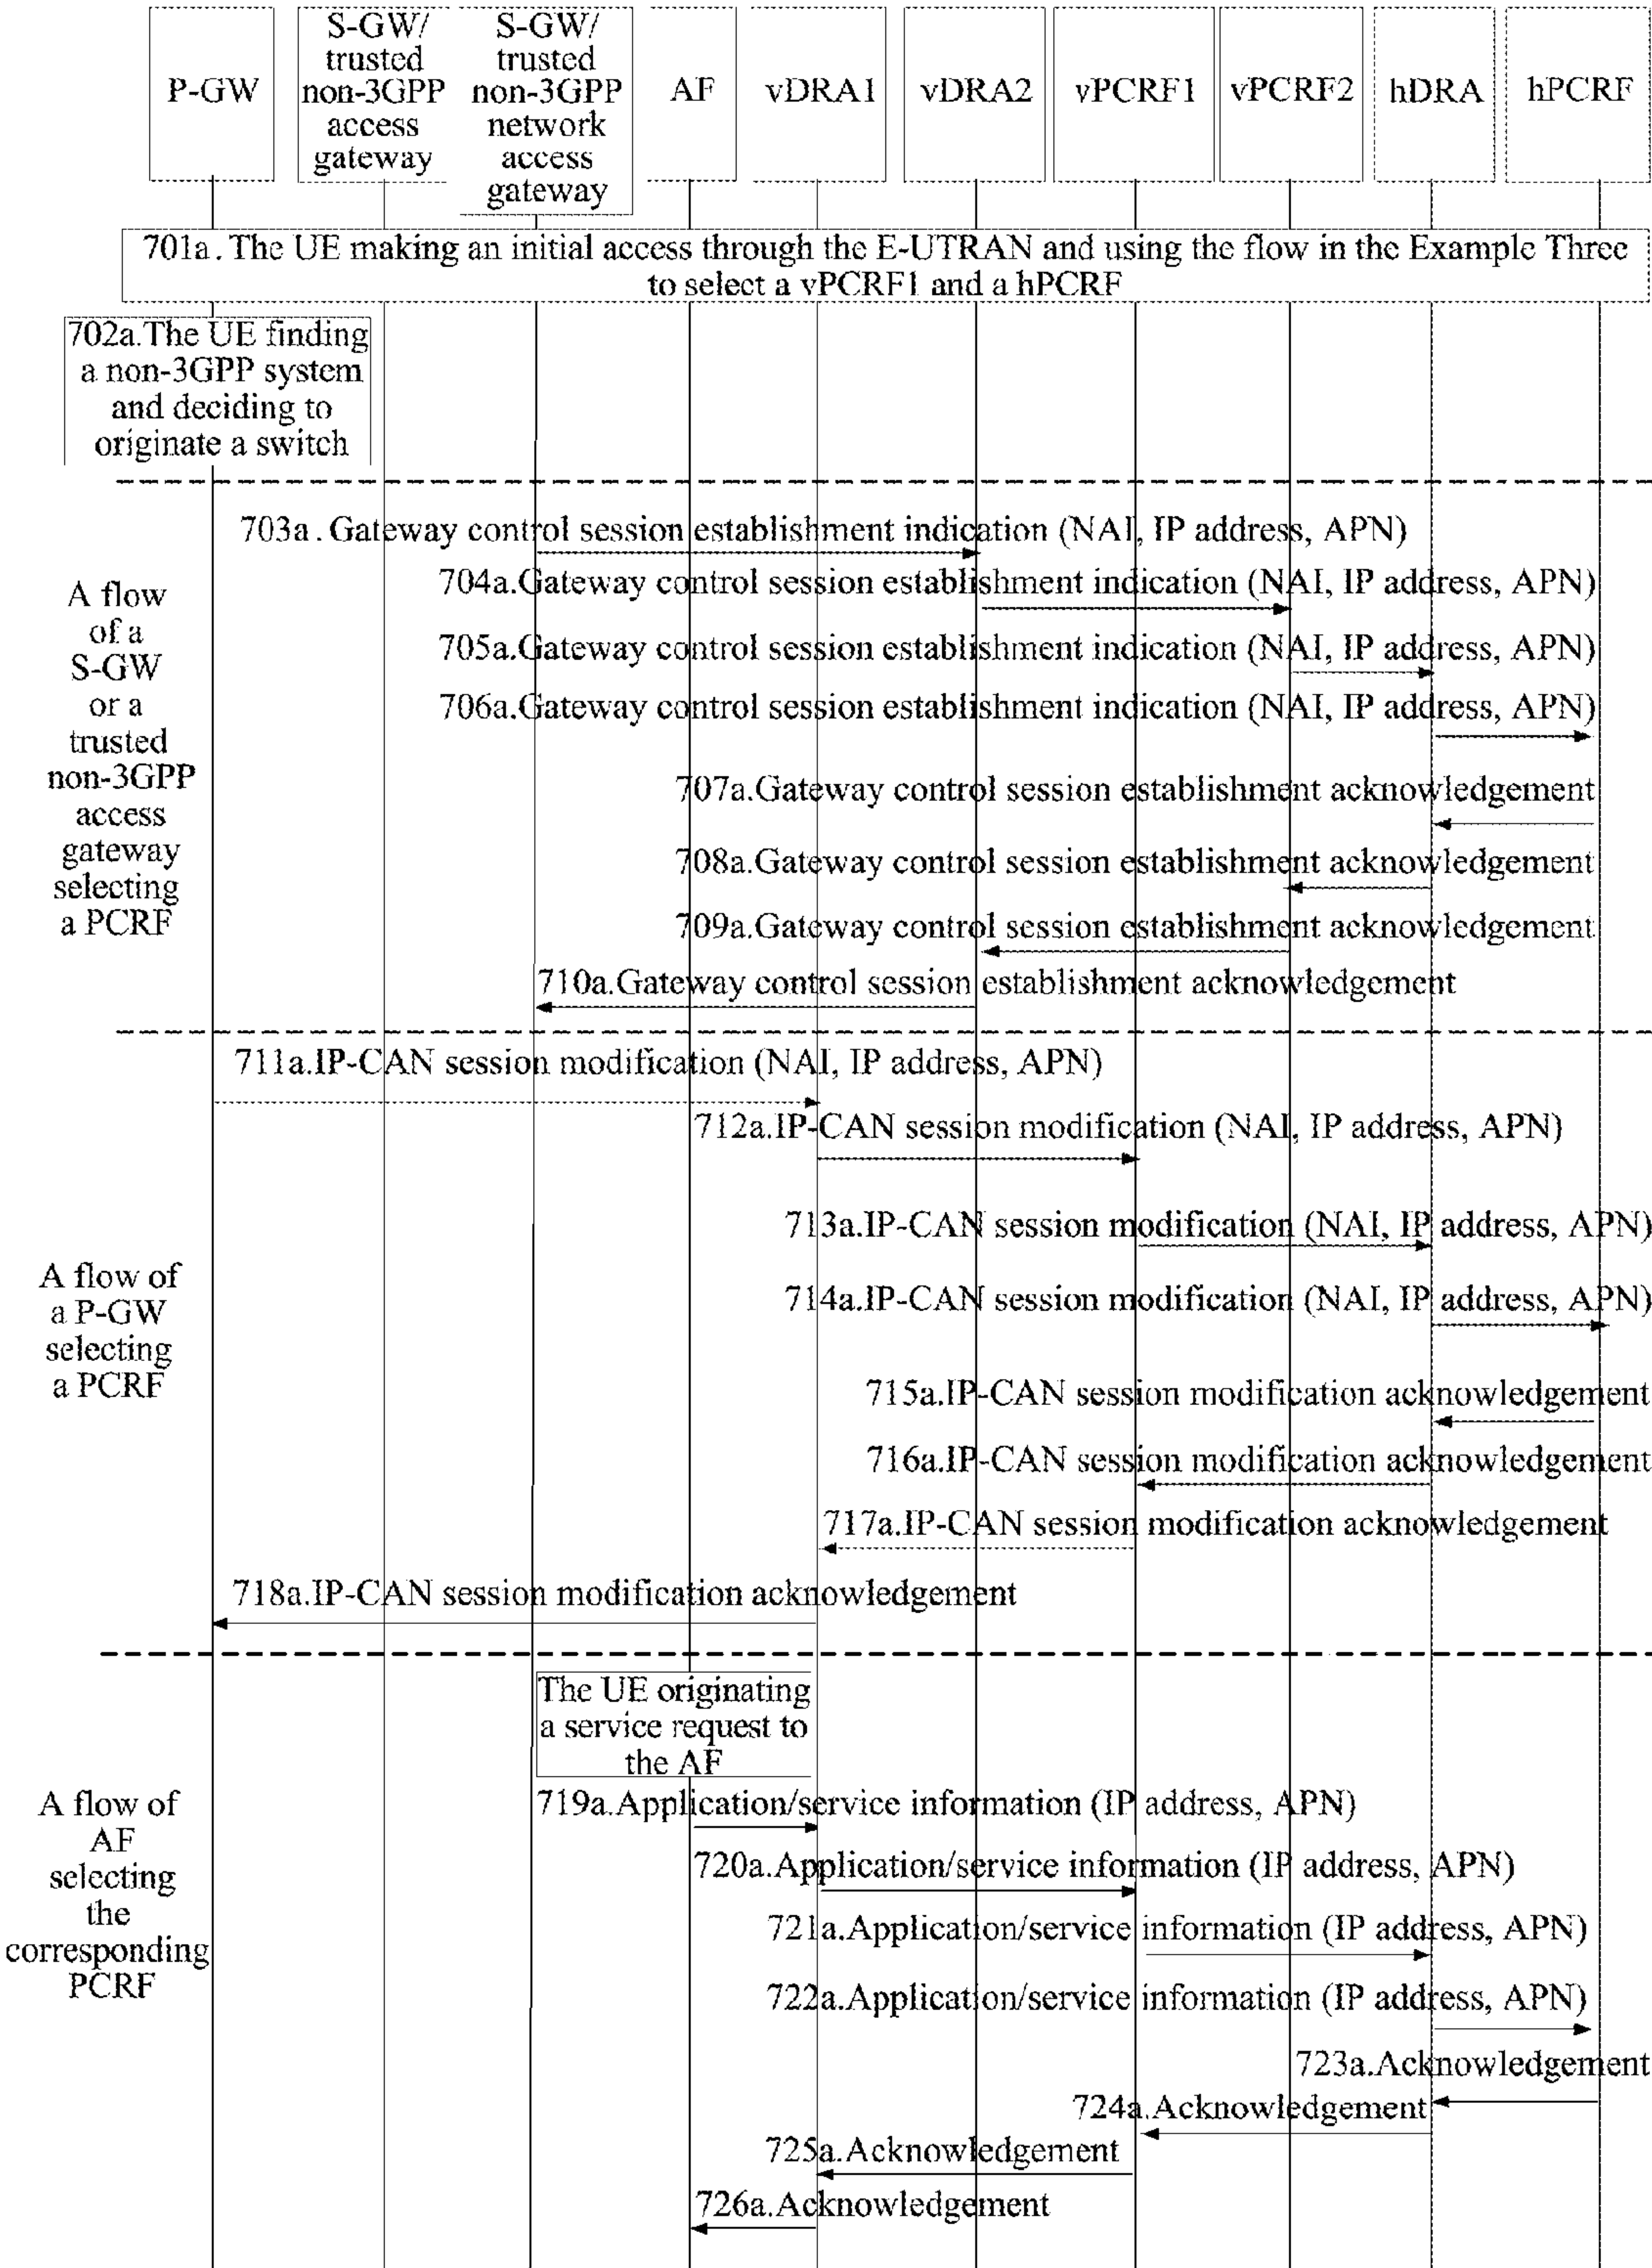 P-GW
S-GW/
trusted
non-3GPP
access
gateway
S-GW/
trusted
non-3GPP
network
access
gateway
AF
vDRA1
vDRA2
vPCRF1
vPCRF2
hDRA
hPCRF
701a. The UE making an initial access through the E-UTRAN and using the flow in the Example Three
to select a vPCRF1 and a hPCRF
702a.The UE finding
a non-3GPP system
and deciding to
originate a switch
A flow
of a
S-GW
or a
trusted
non-3GPP
access
gateway
selecting
a PCRF
703a. Gateway control session establishment indication (NAI, IP address, APN)
704a.Gateway control session establishment indication (NAI, IP address, APN)
705a.Gateway control session establishment indication (NAI, IP address, APN)
706a.Gateway control session establishment indication (NAI, IP address, APN)
707a.Gateway control session establishment acknowledgement
708a.Gateway control session establishment acknowledgement
709a.Gateway control session establishment acknowledgement
710a.Gateway control session establishment acknowledgement
A flow of
a P-GW
selecting
a PCRF
711a.IP-CAN session modification (NAI, IP address, APN)
712a.IP-CAN session modification (NAI, IP address, APN)
713a.IP-CAN session modification (NAI, IP address, APN)
714a.IP-CAN session modification (NAI, IP address, APN)
715a.IP-CAN session modification acknowledgement
716a.IP-CAN session modification acknowledgement
717a.IP-CAN session modification acknowledgement
718a.IP-CAN session modification acknowledgement
A flow of
AF
selecting
the
corresponding
PCRF
The UE originating
a service request to
the AF
719a.Application/service information (IP address, APN)
720a.Application/service information (IP address, APN)
721a.Application/service information (IP address, APN)
722a.Application/service information (IP address, APN)
723a.Acknowledgement
724a.Acknowledgement
725a.Acknowledgement
726a.Acknowledgement